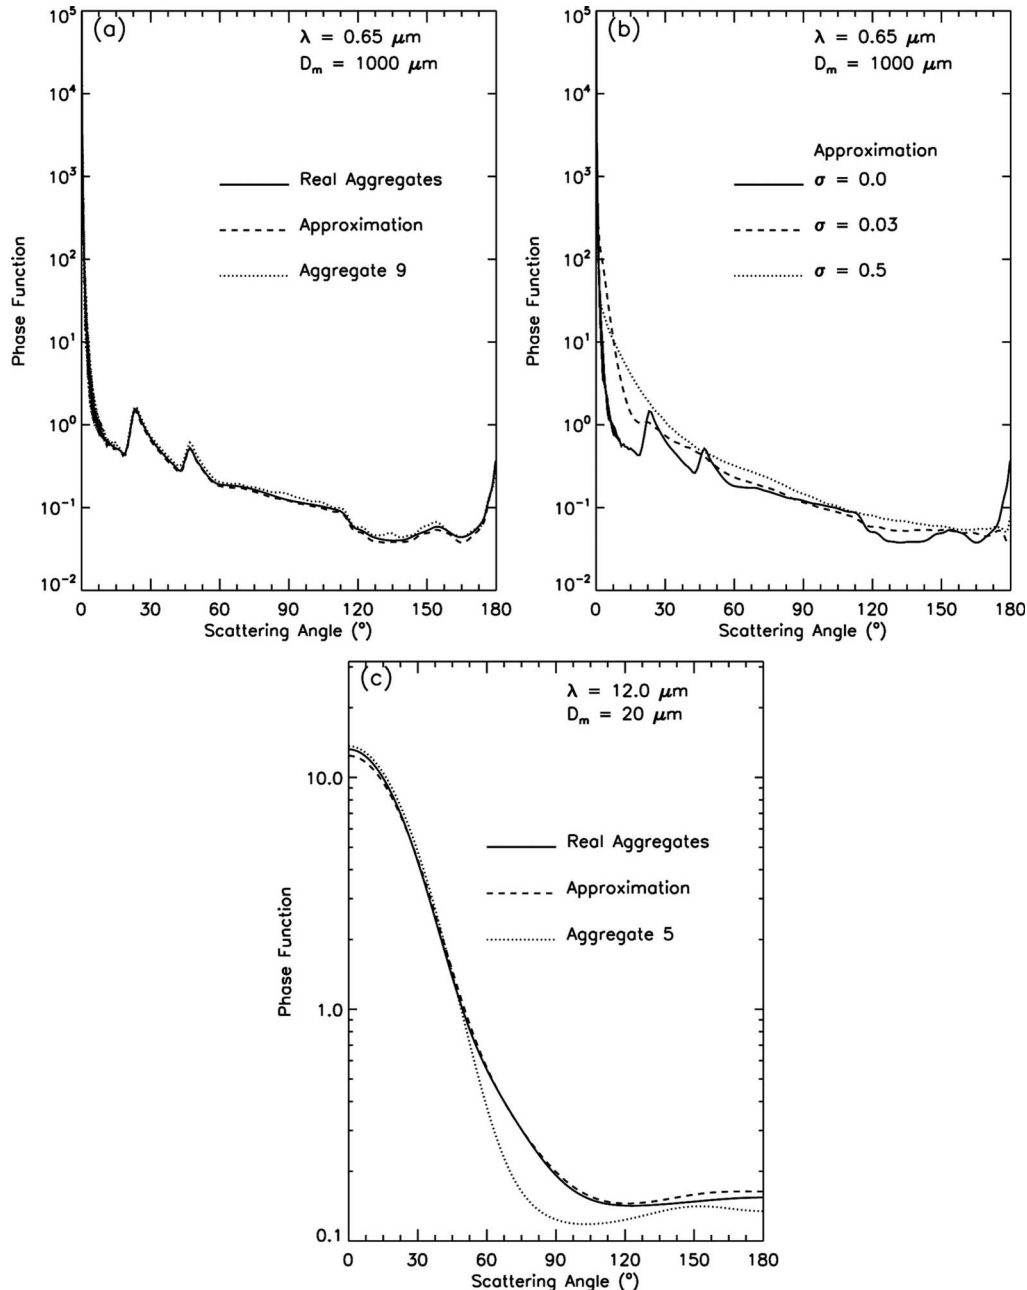 (a)
λ = 0.65 μm
Dm = 1000 μm
Real Aggregates
Approximation
Aggregate 9
10^5
10^4
10^3
10^2
10^1
10^0
10^-1
10^-2
Phase Function
0 30 60 90 120 150 180
Scattering Angle (°)
(b)
λ = 0.65 μm
Dm = 1000 μm
Approximation
σ = 0.0
σ = 0.03
σ = 0.5
10^5
10^4
10^3
10^2
10^1
10^0
10^-1
10^-2
Phase Function
0 30 60 90 120 150 180
Scattering Angle (°)
(c)
λ = 12.0 μm
Dm = 20 μm
Real Aggregates
Approximation
Aggregate 5
10.0
1.0
0.1
Phase Function
0 30 60 90 120 150 180
Scattering Angle (°)